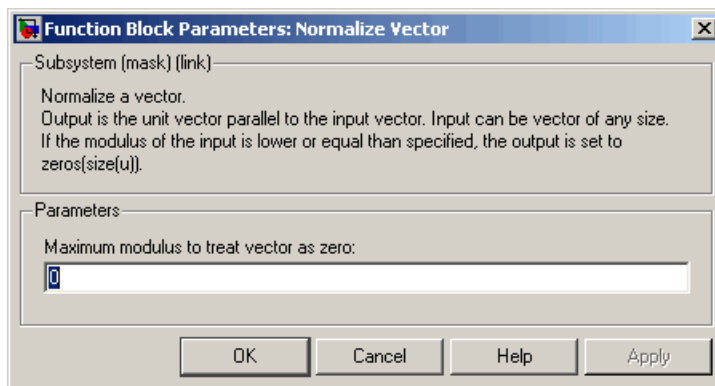 Function Block Parameters: Normalize Vector
Subsystem (mask) (link)
Normalize a vector.
Output is the unit vector parallel to the input vector. Input can be vector of any size.
If the modulus of the input is lower or equal than specified, the output is set to
zeros(size(u)).
Parameters
Maximum modulus to treat vector as zero:
0
OK Cancel Help Apply